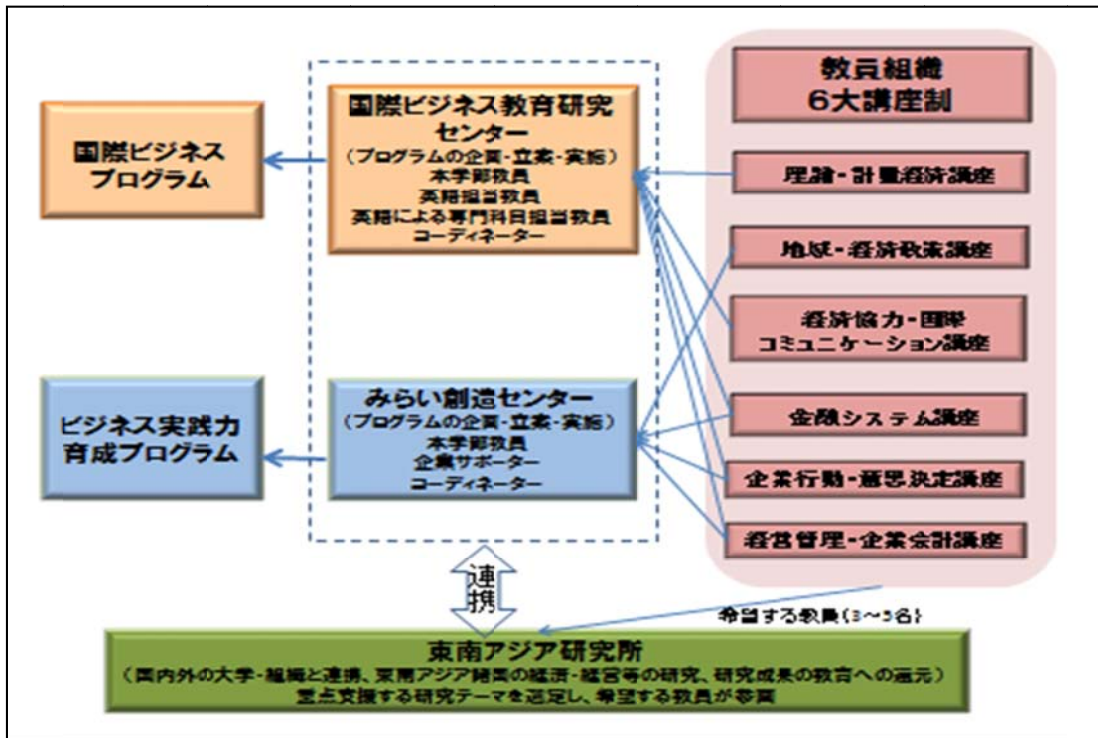 国際ビジネス
プログラム
国際ビジネス教育研究
センター
（プログラムの企画・立案・実施）
本学部教員
英語担当教員
英語による専門科目担当教員
コーディネーター
教員組織
6大講座制
理論・計量経済講座
地域・経済政策講座
経済協力・国際
コミュニケーション講座
金融システム講座
企業行動・意思決定講座
経営管理・企業会計講座
ビジネス実践力
育成プログラム
みらい創造センター
（プログラムの企画・立案・実施）
本学部教員
企業サポーター
コーディネーター
連携
希望する教員（3～5名）
東南アジア研究所
（国内外の大学・組織と連携、東南アジア諸国の経済・経営等の研究、研究成果の教育への還元）
重点支援する研究テーマを選定し、希望する教員が参画